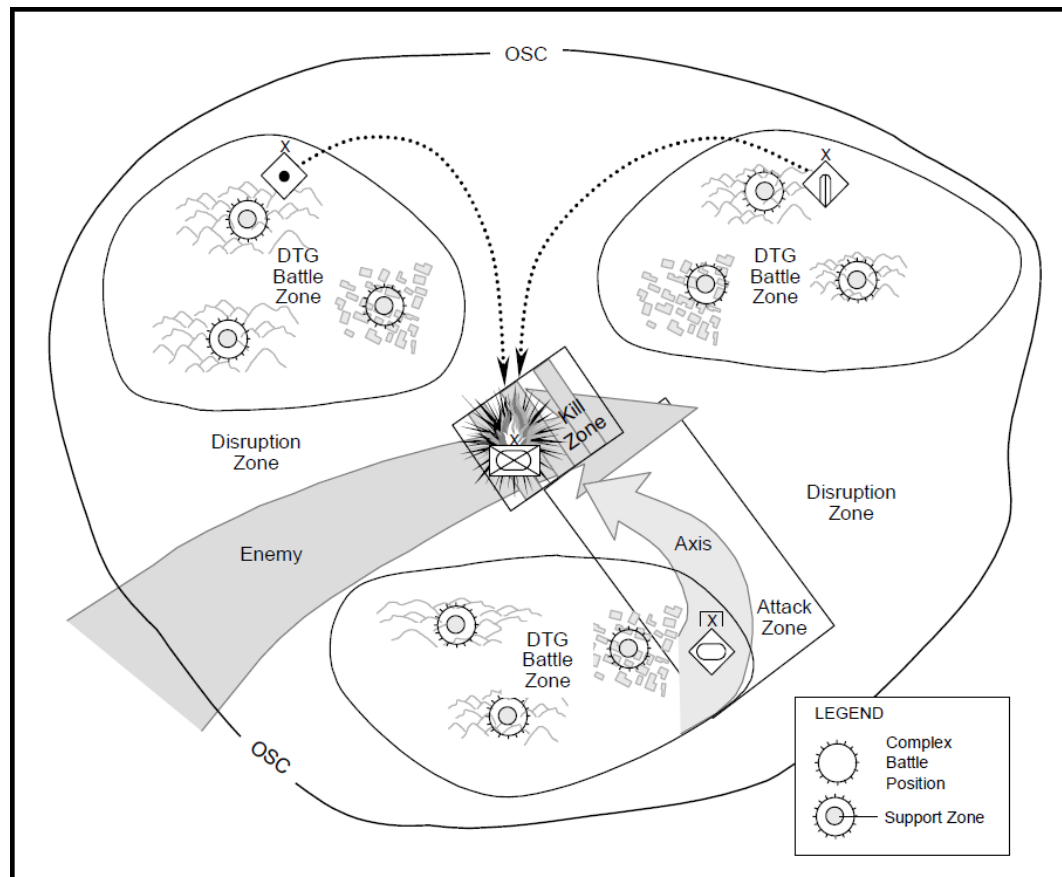 OSC
X
X
DTG
Battle
Zone
DTG
Battle
Zone
Kill
Zone
X
Disruption
Zone
Disruption
Zone
Enemy
Axis
X
Attack
Zone
DTG
Battle
Zone
OSC
LEGEND
Complex
Battle
Position
Support Zone